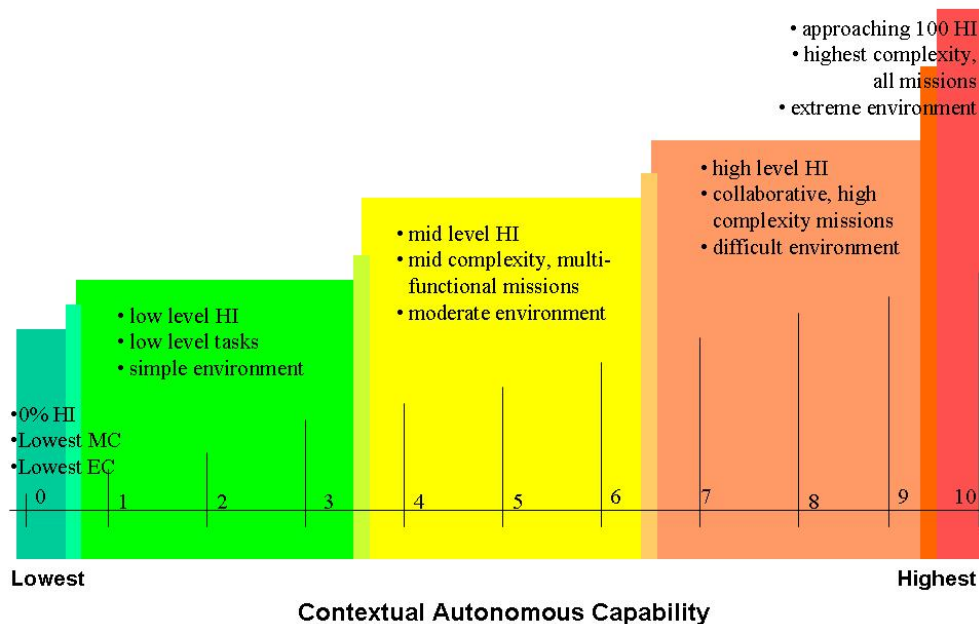 • approaching 100 HI
• highest complexity,
all missions
• extreme environment
• high level HI
• collaborative, high
complexity missions
• difficult environment
• mid level HI
• mid complexity, multi-
functional missions
• moderate environment
• low level HI
• low level tasks
• simple environment
•0% HI
•Lowest MC
•Lowest EC
0 1 2 3 4 5 6 7 8 9 10
Lowest Highest
Contextual Autonomous Capability